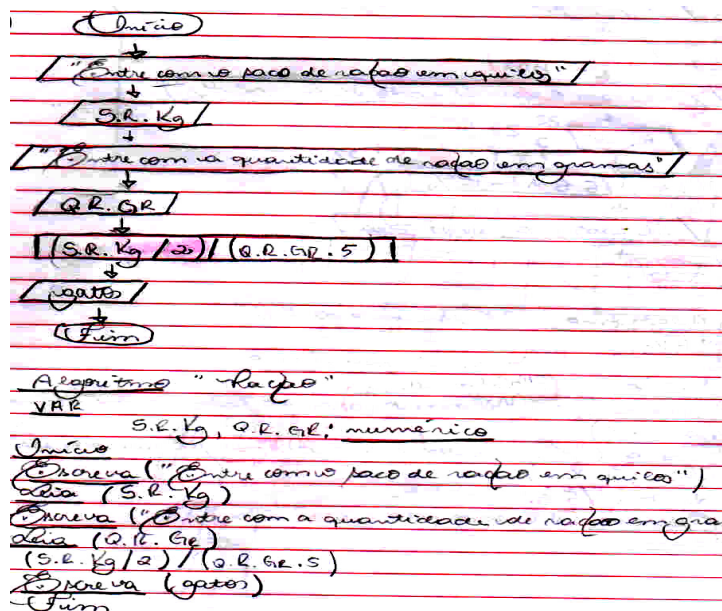 Início
"Entre com o saco de ração em quilos"
S.R.Kg
"Entre com a quantidade de ração em gramas"
Q.R.GR
(S.R.Kg / 2) / (Q.R.GR . 5)
gatos
Fim
Algoritmo "Ração"
VAR
S.R.Kg, Q.R.GR: numérico
Início
Escreva ("Entre com o saco de ração em quilos")
Leia (S.R.Kg)
Escreva ("Entre com a quantidade de ração em gra
Leia (Q.R.GR)
(S.R.Kg/2) / (Q.R.GR.5)
Escreva (gatos)
Fim